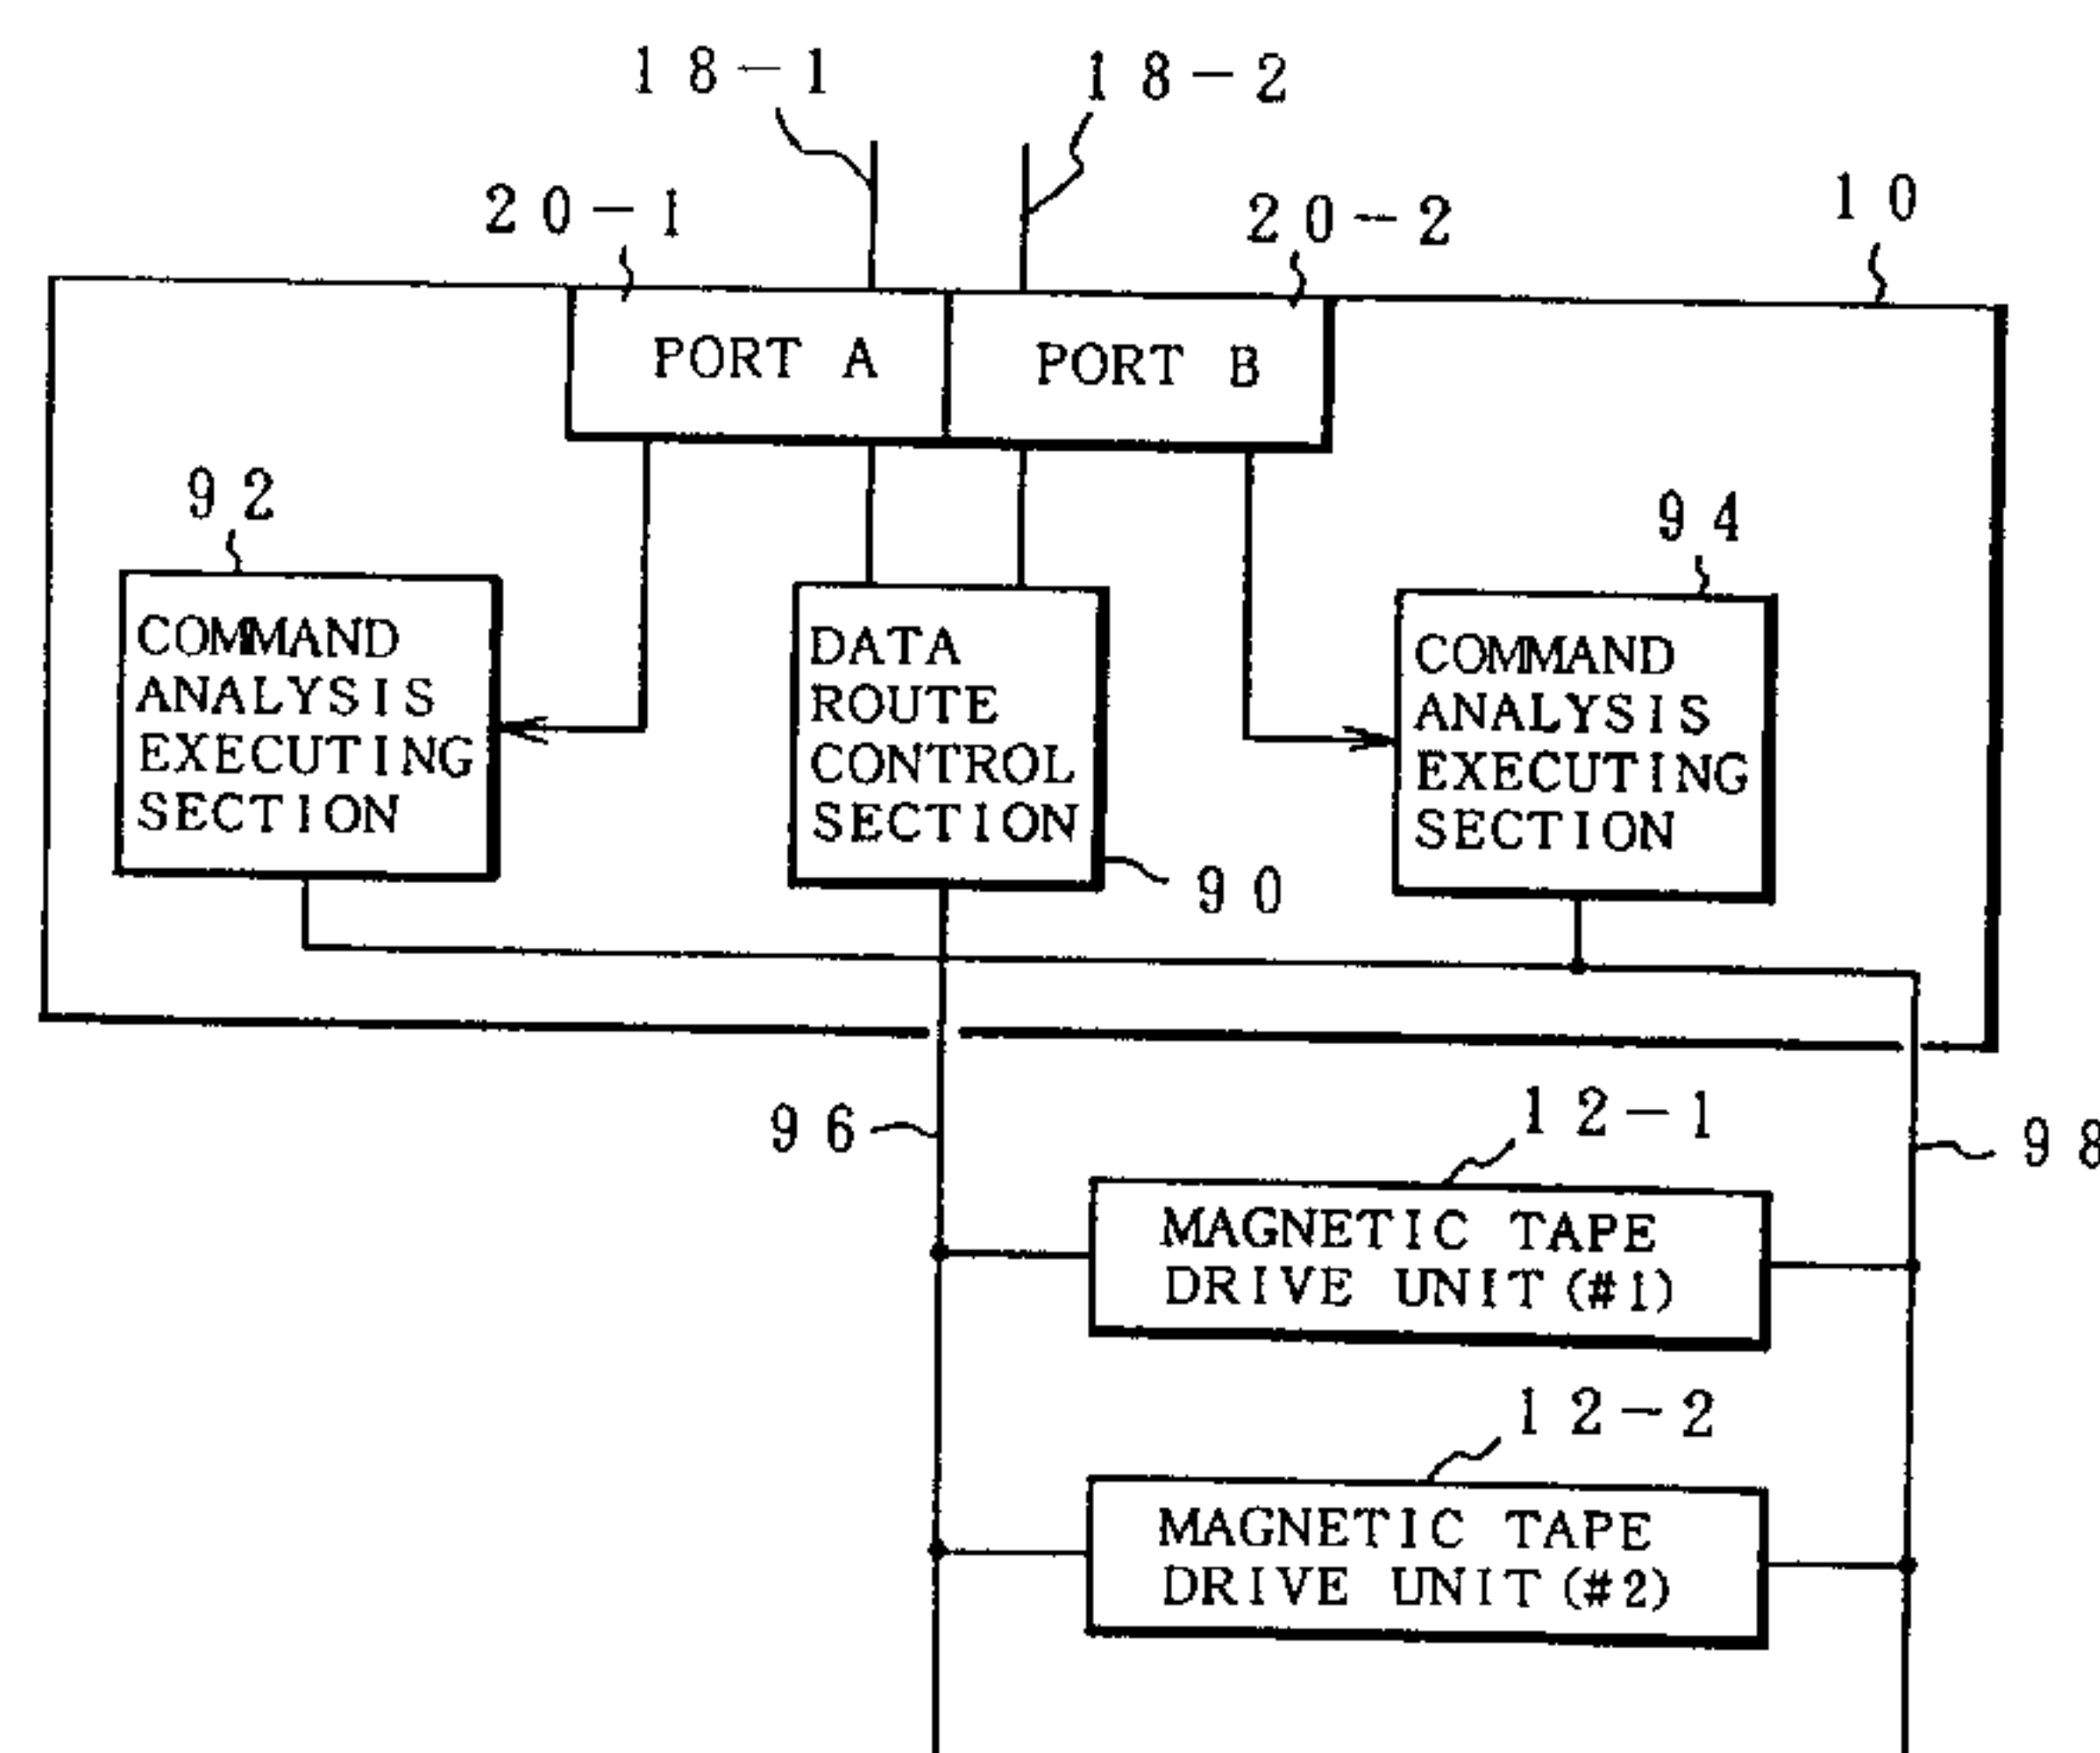 18-1
18-2
20-1
20-2
10
PORT A
PORT B
92
94
COMMAND
ANALYSIS
EXECUTING
SECTION
DATA
ROUTE
CONTROL
SECTION
COMMAND
ANALYSIS
EXECUTING
SECTION
90
96
12-1
98
MAGNETIC TAPE
DRIVE UNIT (#1)
12-2
MAGNETIC TAPE
DRIVE UNIT (#2)